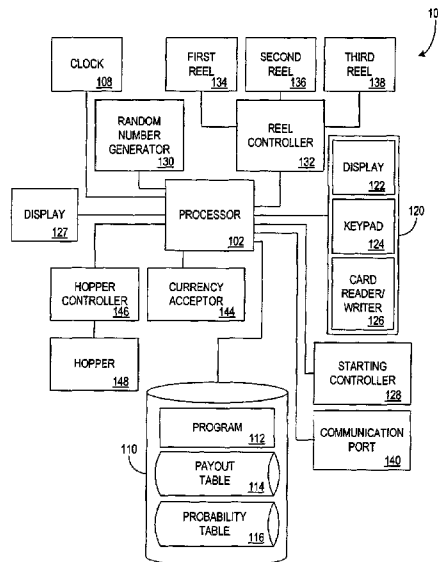 10
CLOCK
108
FIRST
REEL
134
SECOND
REEL
136
THIRD
REEL
138
RANDOM
NUMBER
GENERATOR
130
REEL
CONTROLLER
132
DISPLAY
122
KEYPAD
124
CARD
READER/
WRITER
126
120
DISPLAY
127
PROCESSOR
102
HOPPER
CONTROLLER
146
CURRENCY
ACCEPTOR
144
HOPPER
148
STARTING
CONTROLLER
128
COMMUNICATION
PORT
140
110
PROGRAM
112
PAYOUT
TABLE
114
PROBABILITY
TABLE
116